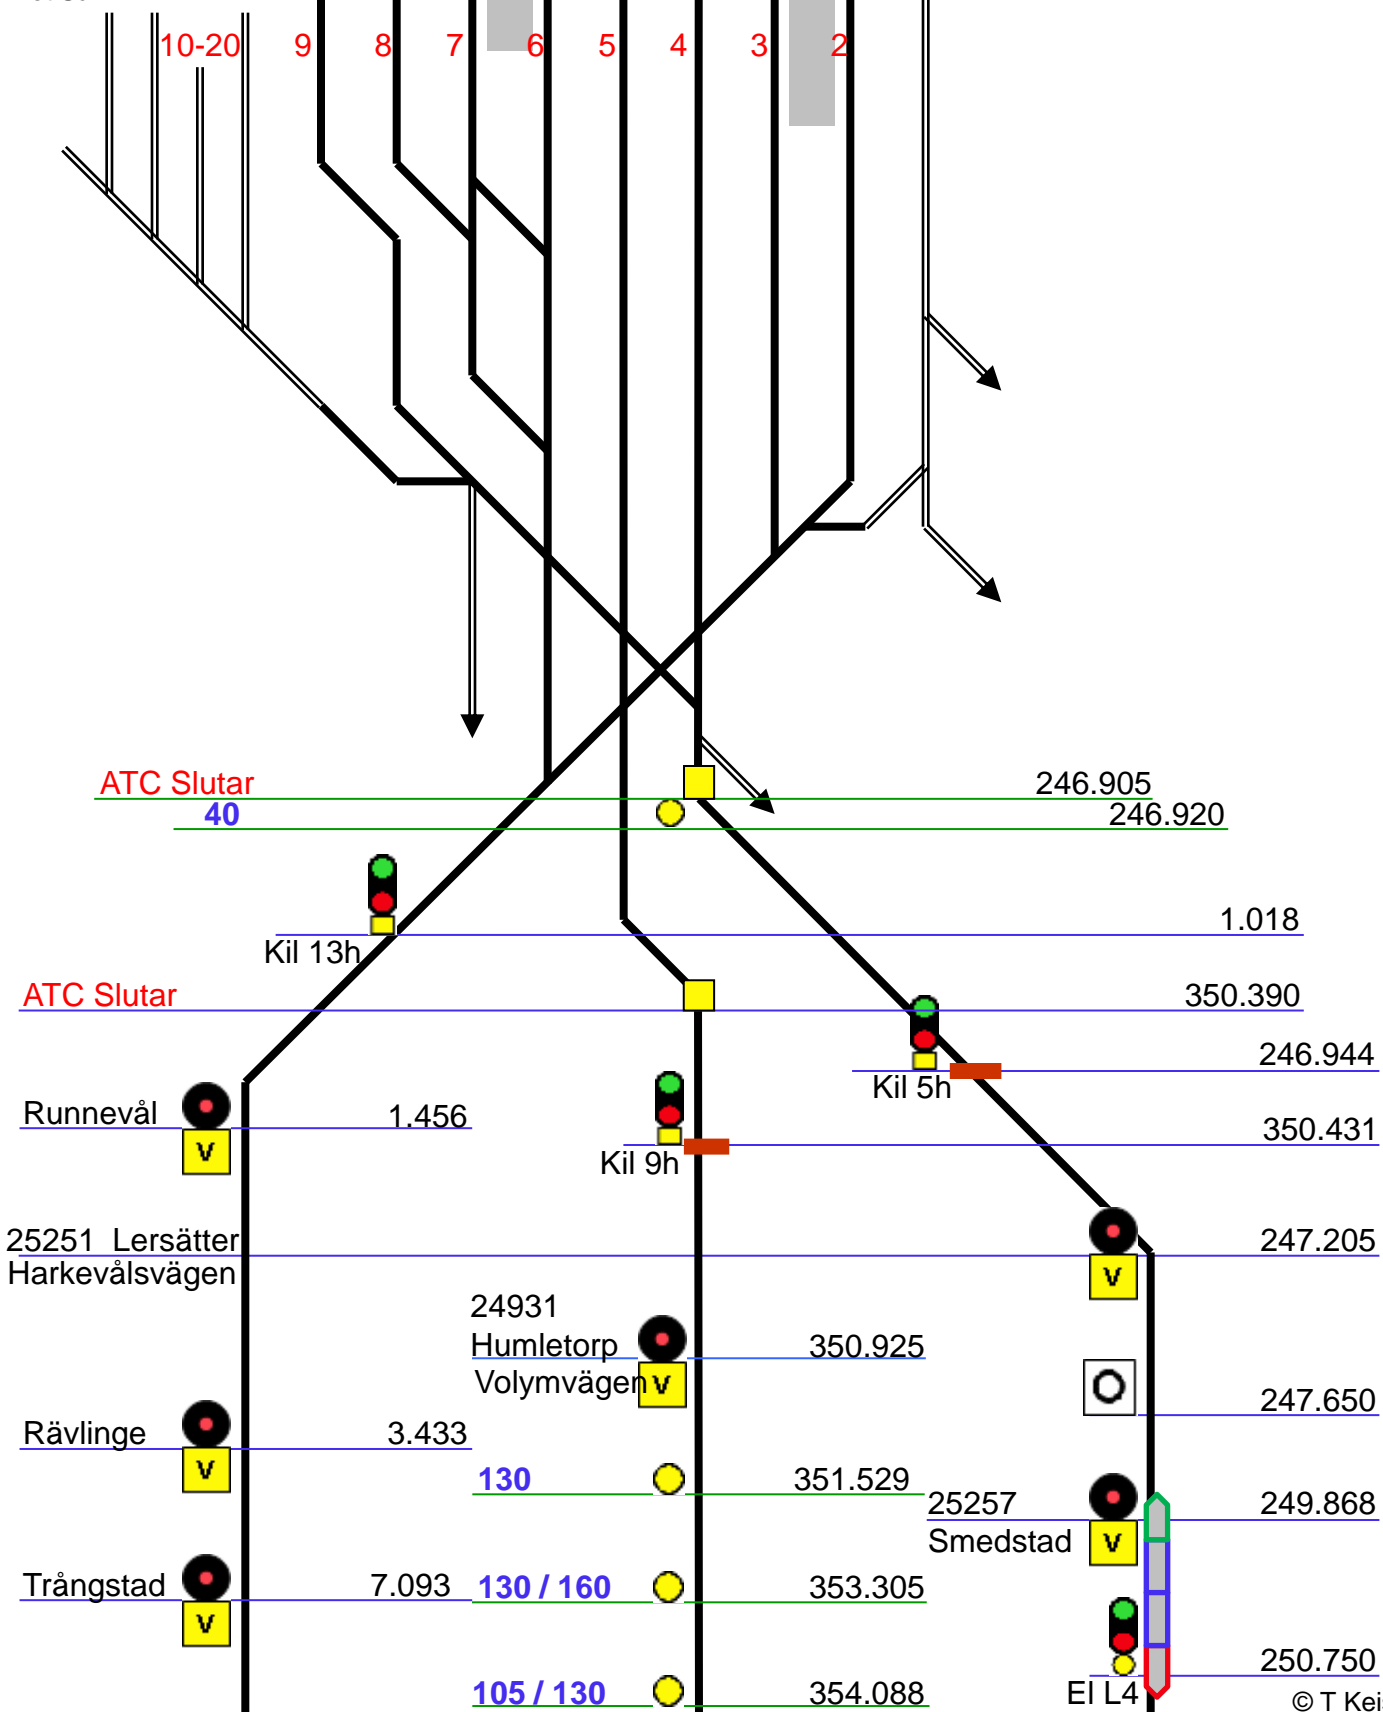 10-20 9 8 7 6 5 4 3 2
ATC Slutar 246.905
40 246.920
1.018
Kil 13h
ATC Slutar 350.390
246.944
Kil 5h
Runnevål 1.456
V
350.431
Kil 9h
25251 Lersätter 247.205
Harkevålsvägen
V
24931
Humletorp 350.925
Volymvägen V
247.650
Rävlinge 3.433
V
130 351.529
25257 249.868
Smedstad V
Trångstad 7.093
V
130 / 160 353.305
250.750
105 / 130 354.088
El L4
© T Kei